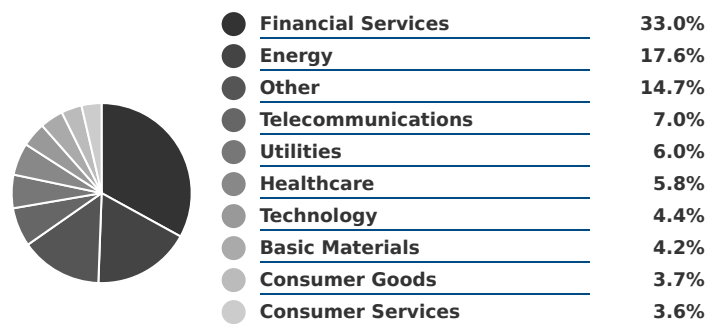 Financial Services 33.0%
Energy 17.6%
Other 14.7%
Telecommunications 7.0%
Utilities 6.0%
Healthcare 5.8%
Technology 4.4%
Basic Materials 4.2%
Consumer Goods 3.7%
Consumer Services 3.6%